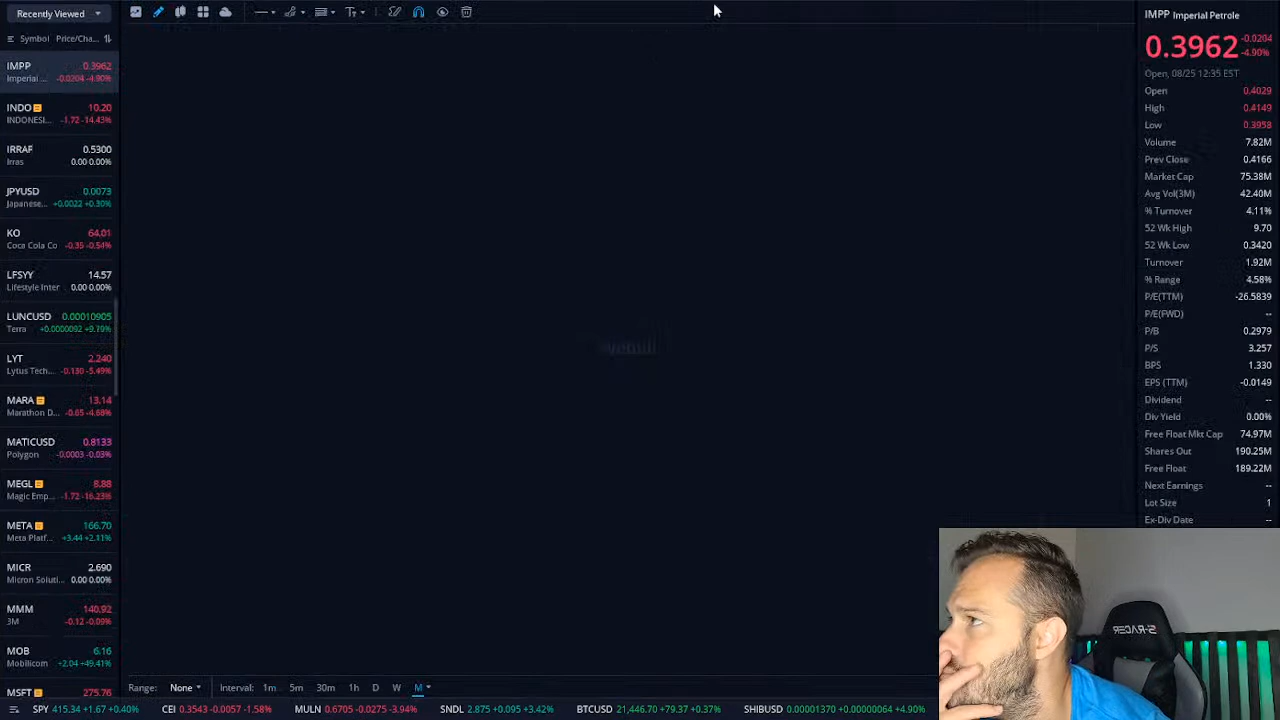 Recently Viewed
Symbol Price/Cha...
IMPP 0.3962
Imperial ... -0.0204 -4.90%
INDO 10.20
INDONESI... -1.72 -14.43%
IRRAF 0.5300
Irras 0.00 0.00%
JPYUSD 0.0073
Japanese... +0.0022 +0.30%
KO 64.01
Coca Cola Co -0.35 -0.54%
LFSYY 14.57
Lifestyle Inter 0.00 0.00%
LUNCUSD 0.00010905
Terra +0.0000092 +9.79%
LYT 2.240
Lytus Tech... -0.130 -5.49%
MARA 13.14
Marathon D... -0.65 -4.68%
MATICUSD 0.8133
Polygon -0.0003 -0.03%
MEGL 8.88
Magic Emp... -1.72 -16.23%
META 166.70
Meta Platf... +3.44 +2.11%
MICR 2.690
Micron Soluti... 0.00 0.00%
MMM 140.92
3M -0.12 -0.09%
MOB 6.16
Mobilicom +2.04 +49.41%
MSFT 275.76
Range: None Interval: 1m 5m 30m 1h D W M
IMPP Imperial Petrole
0.3962 -0.0204
-4.90%
Open, 08/25 12:35 EST
Open 0.4029
High 0.4149
Low 0.3958
Volume 7.82M
Prev Close 0.4166
Market Cap 75.38M
Avg Vol(3M) 42.40M
% Turnover 4.11%
52 Wk High 9.70
52 Wk Low 0.3420
Turnover 1.92M
% Range 4.58%
P/E(TTM) -26.5839
P/E(FWD) --
P/B 0.2979
P/S 3.257
BPS 1.330
EPS (TTM) -0.0149
Dividend --
Div Yield 0.00%
Free Float Mkt Cap 74.97M
Shares Out 190.25M
Free Float 189.22M
Next Earnings --
Lot Size 1
Ex-Div Date --
S-RACER
SPY 415.34 +1.67 +0.40% CEI 0.3543 -0.0057 -1.58% MULN 0.6705 -0.0275 -3.94% SNDL 2.875 +0.095 +3.42% BTCUSD 21,446.70 +79.37 +0.37% SHIBUSD 0.00001370 +0.00000064 +4.90%